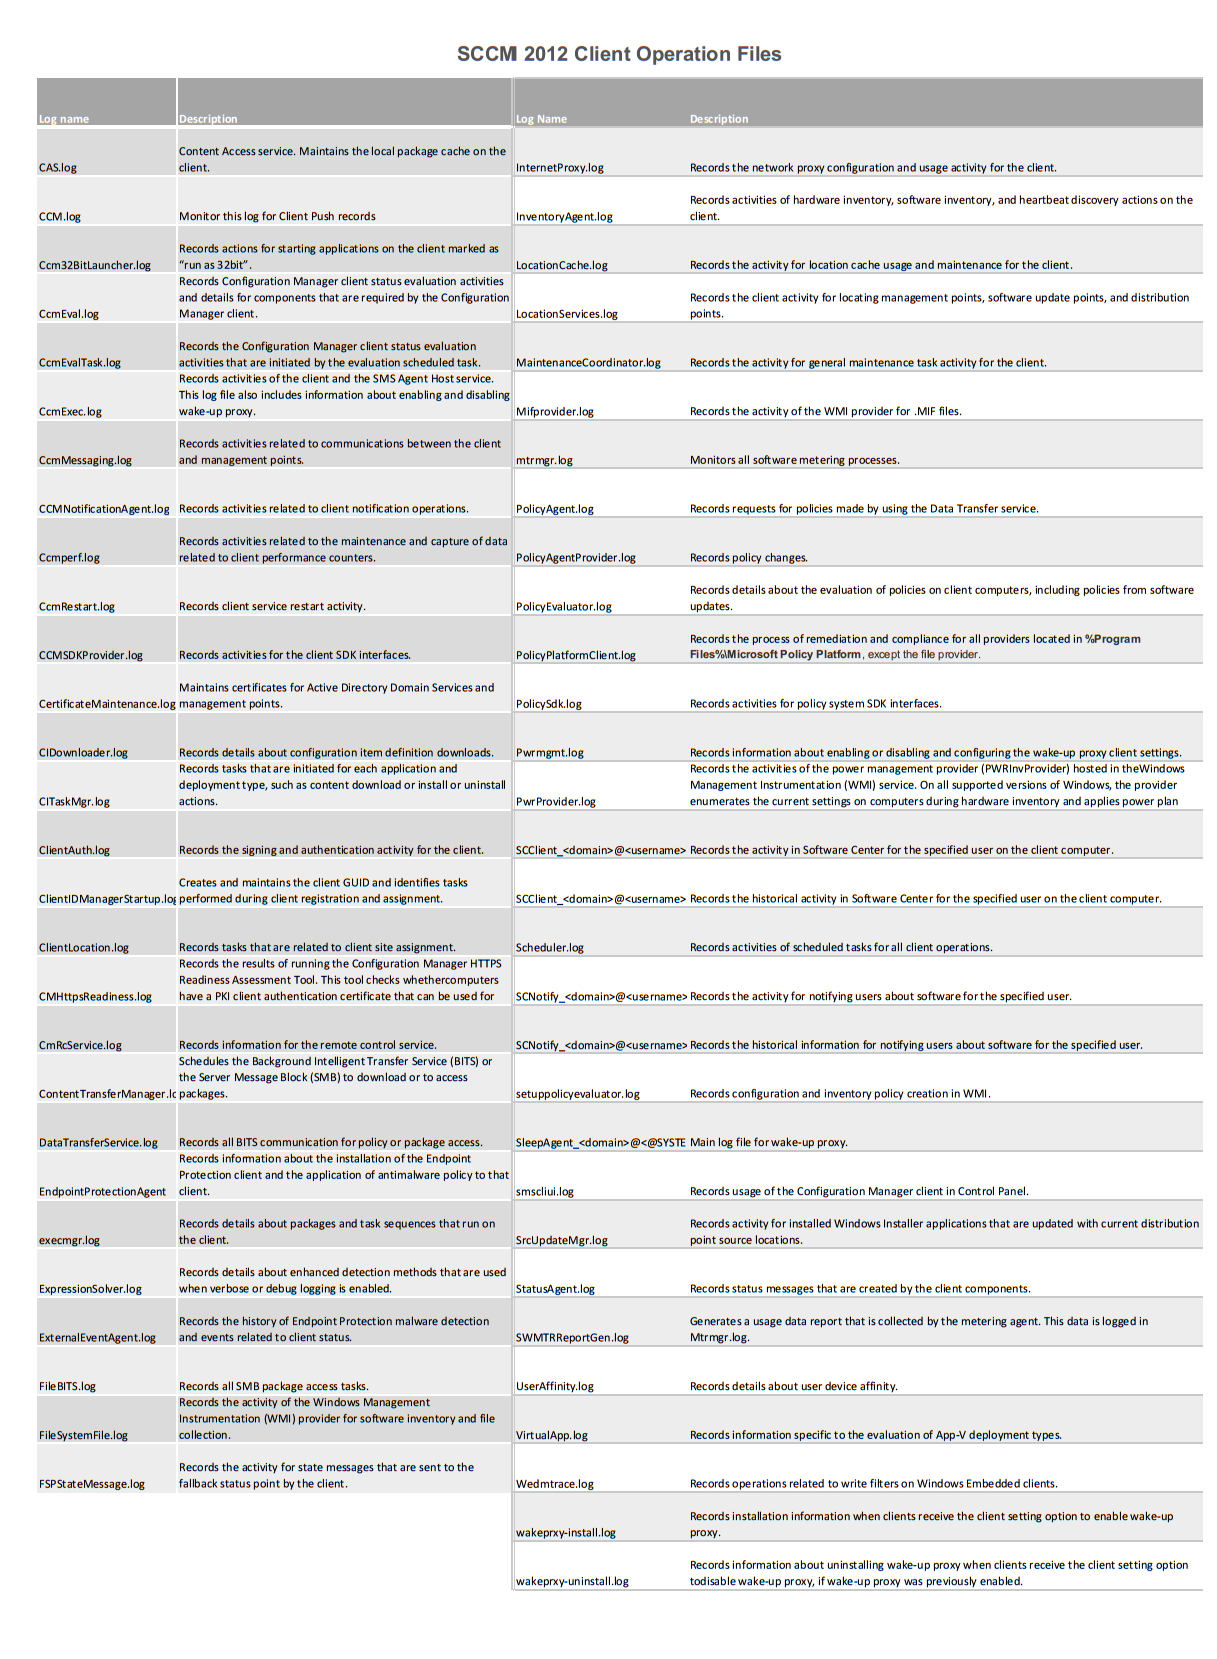 SCCM 2012 Client Operation Files
Log name
Description
CAS.log
Content Access service. Maintains the local package cache on the
client.
CCM.log
Monitor this log for Client Push records
Ccm32BitLauncher.log
Records actions for starting applications on the client marked as
“run as 32bit”.
CcmEval.log
Records Configuration Manager client status evaluation activities
and details for components that are required by the Configuration
Manager client.
CcmEvalTask.log
Records the Configuration Manager client status evaluation
activities that are initiated by the evaluation scheduled task.
CcmExec.log
Records activities of the client and the SMS Agent Host service.
This log file also includes information about enabling and disabling
wake-up proxy.
CcmMessaging.log
Records activities related to communications between the client
and management points.
CCMNotificationAgent.log
Records activities related to client notification operations.
Ccmperf.log
Records activities related to the maintenance and capture of data
related to client performance counters.
CcmRestart.log
Records client service restart activity.
CCMSDKProvider.log
Records activities for the client SDK interfaces.
CertificateMaintenance.log
Maintains certificates for Active Directory Domain Services and
management points.
CIDownloader.log
Records details about configuration item definition downloads.
CITaskMgr.log
Records tasks that are initiated for each application and
deployment type, such as content download or install or uninstall
actions.
ClientAuth.log
Records the signing and authentication activity for the client.
ClientIDManagerStartup.log
Creates and maintains the client GUID and identifies tasks
performed during client registration and assignment.
ClientLocation.log
Records tasks that are related to client site assignment.
CMHttpsReadiness.log
Records the results of running the Configuration Manager HTTPS
Readiness Assessment Tool. This tool checks whethercomputers
have a PKI client authentication certificate that can be used for
CmRcService.log
Records information for the remote control service.
ContentTransferManager.lo
Schedules the Background Intelligent Transfer Service (BITS) or
the Server Message Block (SMB) to download or to access
packages.
DataTransferService.log
Records all BITS communication for policy or package access.
EndpointProtectionAgent
Records information about the installation of the Endpoint
Protection client and the application of antimalware policy to that
client.
execmgr.log
Records details about packages and task sequences that run on
the client.
ExpressionSolver.log
Records details about enhanced detection methods that are used
when verbose or debug logging is enabled.
ExternalEventAgent.log
Records the history of Endpoint Protection malware detection
and events related to client status.
FileBITS.log
Records all SMB package access tasks.
FileSystemFile.log
Records the activity of the Windows Management
Instrumentation (WMI) provider for software inventory and file
collection.
FSPStateMessage.log
Records the activity for state messages that are sent to the
fallback status point by the client.
Log Name
Description
InternetProxy.log
Records the network proxy configuration and usage activity for the client.
InventoryAgent.log
Records activities of hardware inventory, software inventory, and heartbeat discovery actions on the
client.
LocationCache.log
Records the activity for location cache usage and maintenance for the client.
LocationServices.log
Records the client activity for locating management points, software update points, and distribution
points.
MaintenanceCoordinator.log
Records the activity for general maintenance task activity for the client.
Mifprovider.log
Records the activity of the WMI provider for .MIF files.
mtrmgr.log
Monitors all software metering processes.
PolicyAgent.log
Records requests for policies made by using the Data Transfer service.
PolicyAgentProvider.log
Records policy changes.
PolicyEvaluator.log
Records details about the evaluation of policies on client computers, including policies from software
updates.
PolicyPlatformClient.log
Records the process of remediation and compliance for all providers located in %Program
Files%\Microsoft Policy Platform, except the file provider.
PolicySdk.log
Records activities for policy system SDK interfaces.
Pwrmgmt.log
Records information about enabling or disabling and configuring the wake-up proxy client settings.
PwrProvider.log
Records the activities of the power management provider (PWRInvProvider) hosted in theWindows
Management Instrumentation (WMI) service. On all supported versions of Windows, the provider
enumerates the current settings on computers during hardware inventory and applies power plan
SCClient_<domain>@<username>
Records the activity in Software Center for the specified user on the client computer.
SCClient_<domain>@<username>
Records the historical activity in Software Center for the specified user on the client computer.
Scheduler.log
Records activities of scheduled tasks for all client operations.
SCNotify_<domain>@<username>
Records the activity for notifying users about software for the specified user.
SCNotify_<domain>@<username>
Records the historical information for notifying users about software for the specified user.
setuppolicyevaluator.log
Records configuration and inventory policy creation in WMI.
SleepAgent_<domain>@<@SYSTE
Main log file for wake-up proxy.
smscliui.log
Records usage of the Configuration Manager client in Control Panel.
SrcUpdateMgr.log
Records activity for installed Windows Installer applications that are updated with current distribution
point source locations.
StatusAgent.log
Records status messages that are created by the client components.
SWMTRReportGen.log
Generates a usage data report that is collected by the metering agent. This data is logged in
Mtrmgr.log.
UserAffinity.log
Records details about user device affinity.
VirtualApp.log
Records information specific to the evaluation of App-V deployment types.
Wedmtrace.log
Records operations related to write filters on Windows Embedded clients.
wakeprxy-install.log
Records installation information when clients receive the client setting option to enable wake-up
proxy.
wakeprxy-uninstall.log
Records information about uninstalling wake-up proxy when clients receive the client setting option
todisable wake-up proxy, if wake-up proxy was previously enabled.